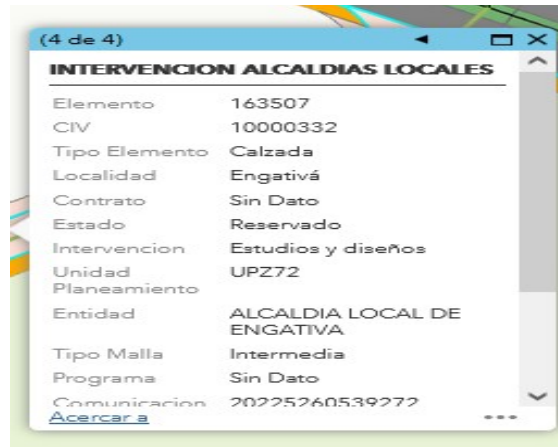 (4 de 4)
INTERVENCION ALCALDIAS LOCALES
Elemento 163507
CIV 10000332
Tipo Elemento Calzada
Localidad Engativá
Contrato Sin Dato
Estado Reservado
Intervencion Estudios y diseños
Unidad UPZ72
Planeamiento
Entidad ALCALDIA LOCAL DE
ENGATIVA
Tipo Malla Intermedia
Programa Sin Dato
Comunicacion 20225260539272
Acercar a